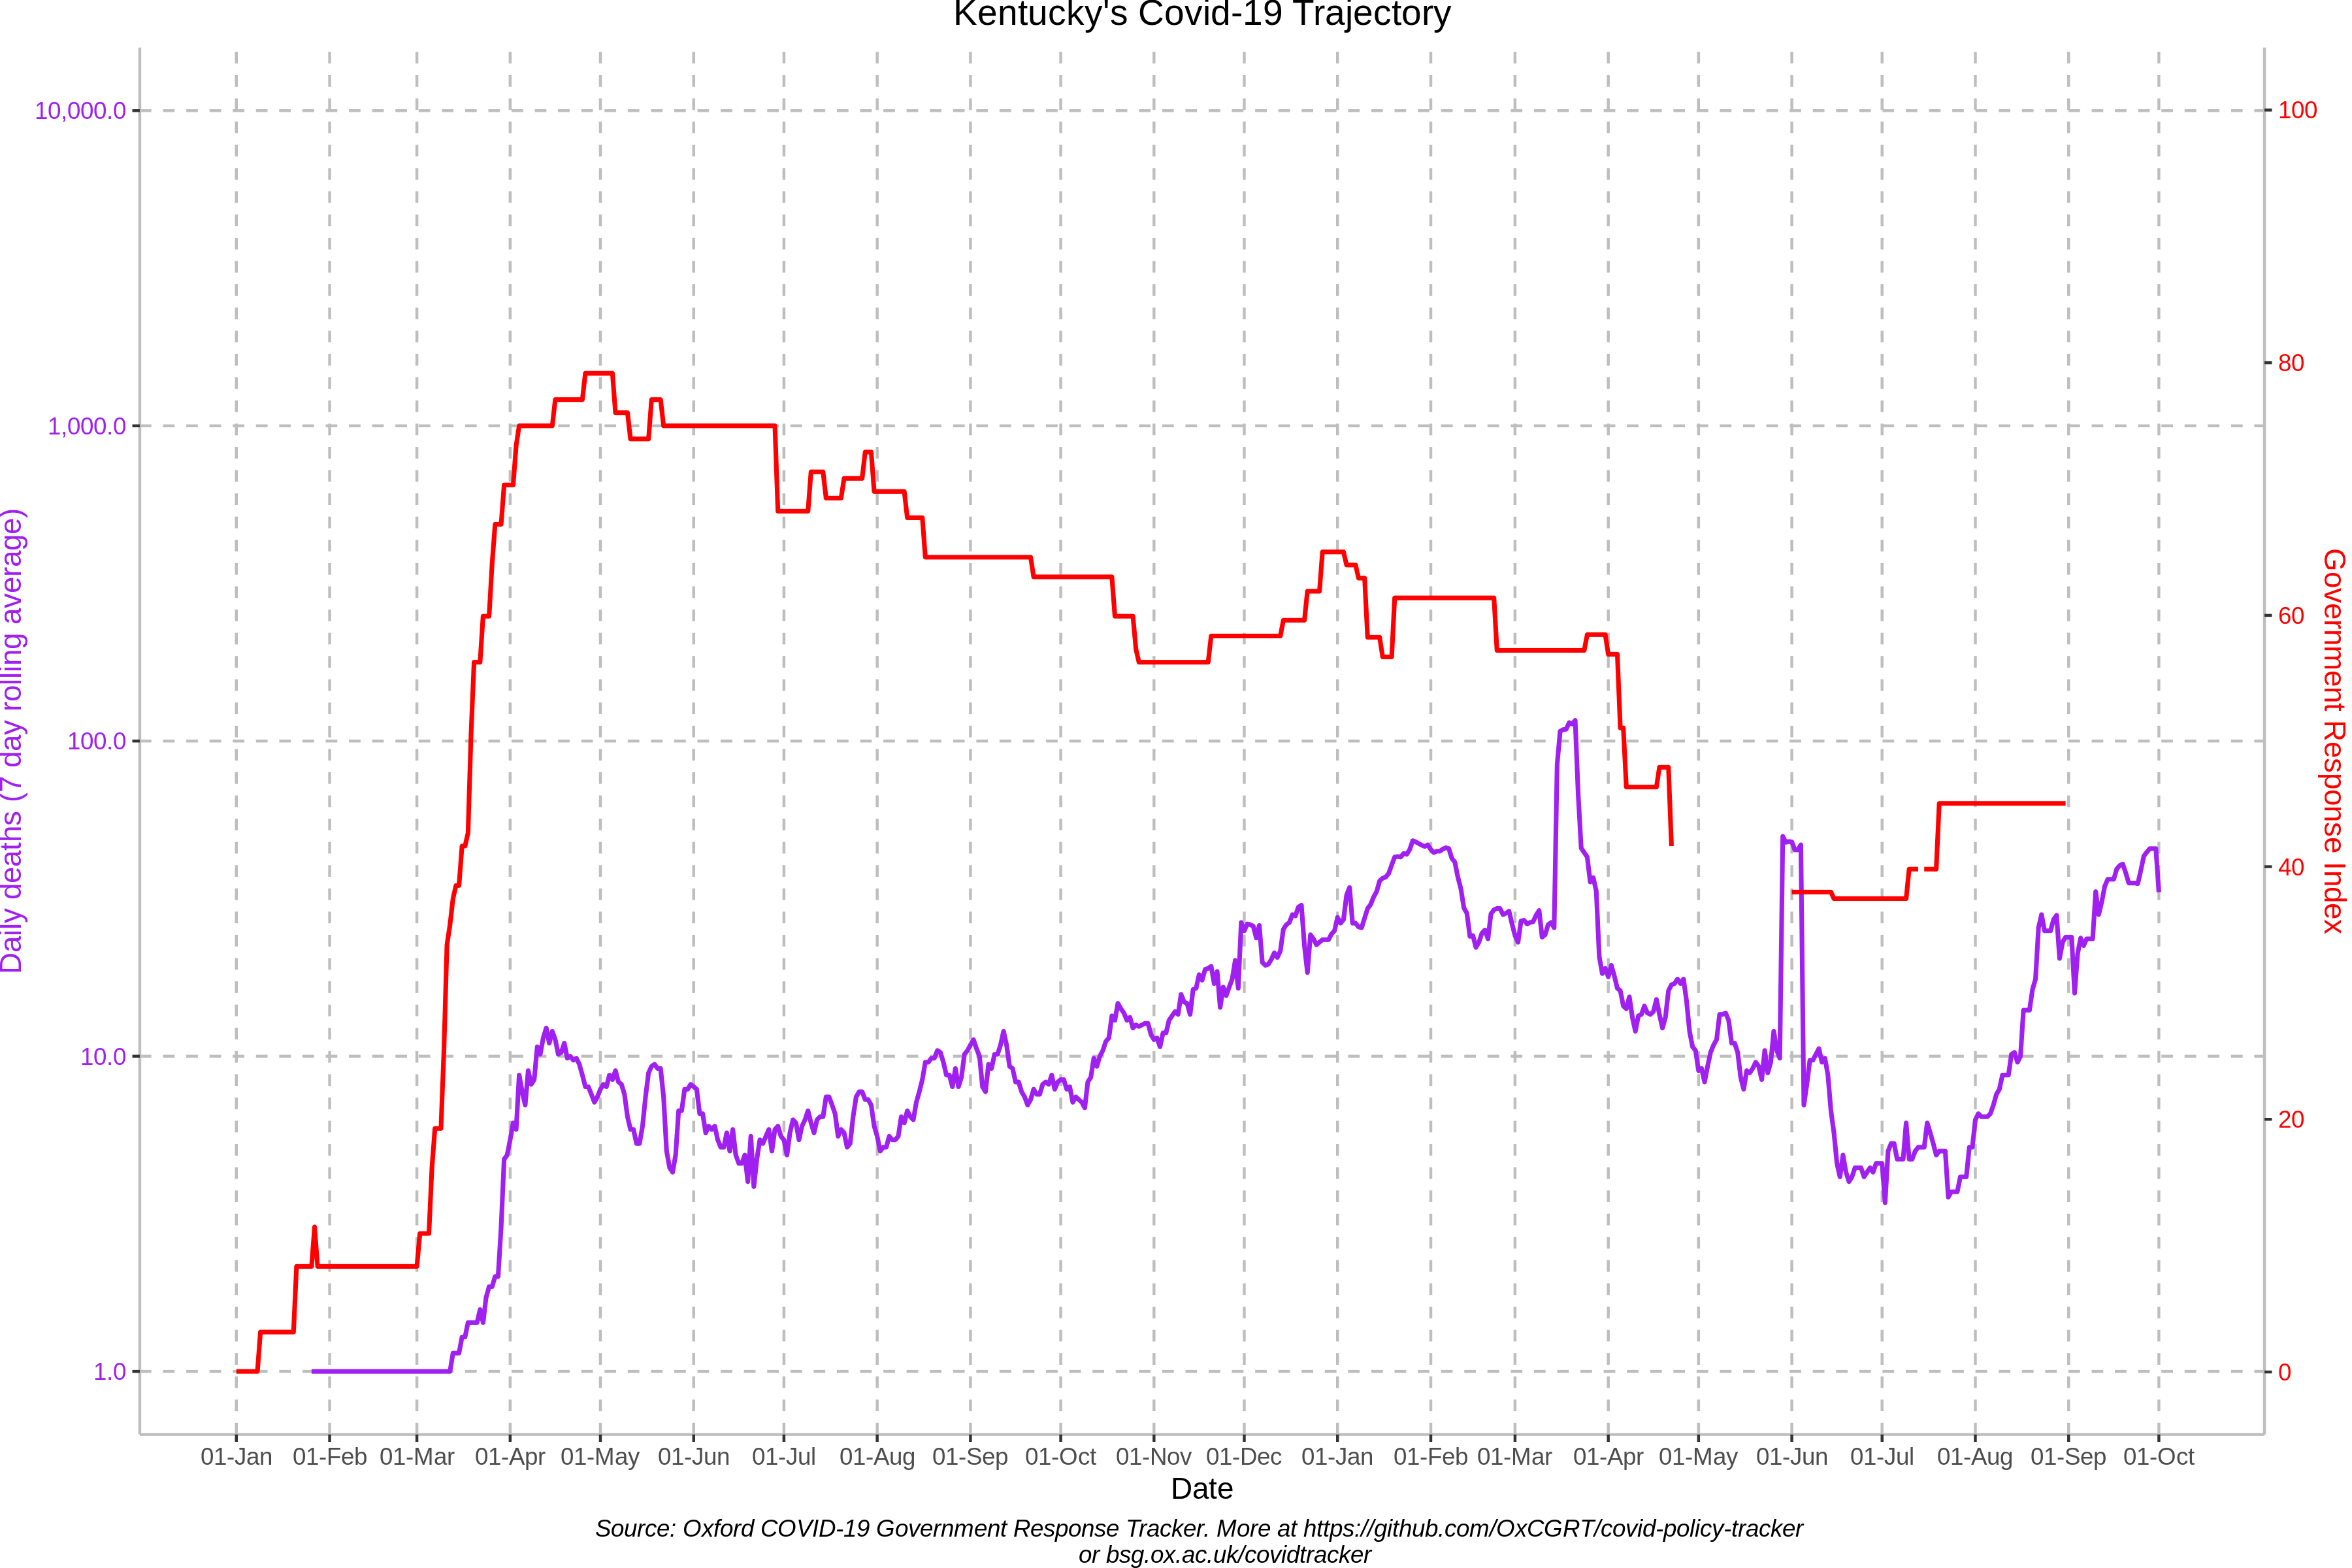 Kentucky's Covid-19 Trajectory
10,000.0
1,000.0
100.0
10.0
1.0
Daily deaths (7 day rolling average)
100
80
60
40
20
0
Government Response Index
01-Jan 01-Feb 01-Mar 01-Apr 01-May 01-Jun 01-Jul 01-Aug 01-Sep 01-Oct 01-Nov 01-Dec 01-Jan 01-Feb 01-Mar 01-Apr 01-May 01-Jun 01-Jul 01-Aug 01-Sep 01-Oct
Date
Source: Oxford COVID-19 Government Response Tracker. More at https://github.com/OxCGRT/covid-policy-tracker
or bsg.ox.ac.uk/covidtracker